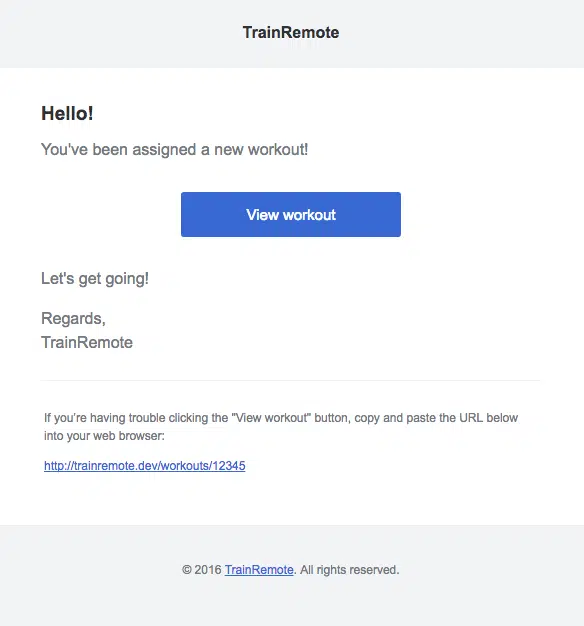 TrainRemote
Hello!
You've been assigned a new workout!
View workout
Let's get going!
Regards,
TrainRemote
If you’re having trouble clicking the "View workout" button, copy and paste the URL below
into your web browser:
http://trainremote.dev/workouts/12345
© 2016 TrainRemote. All rights reserved.